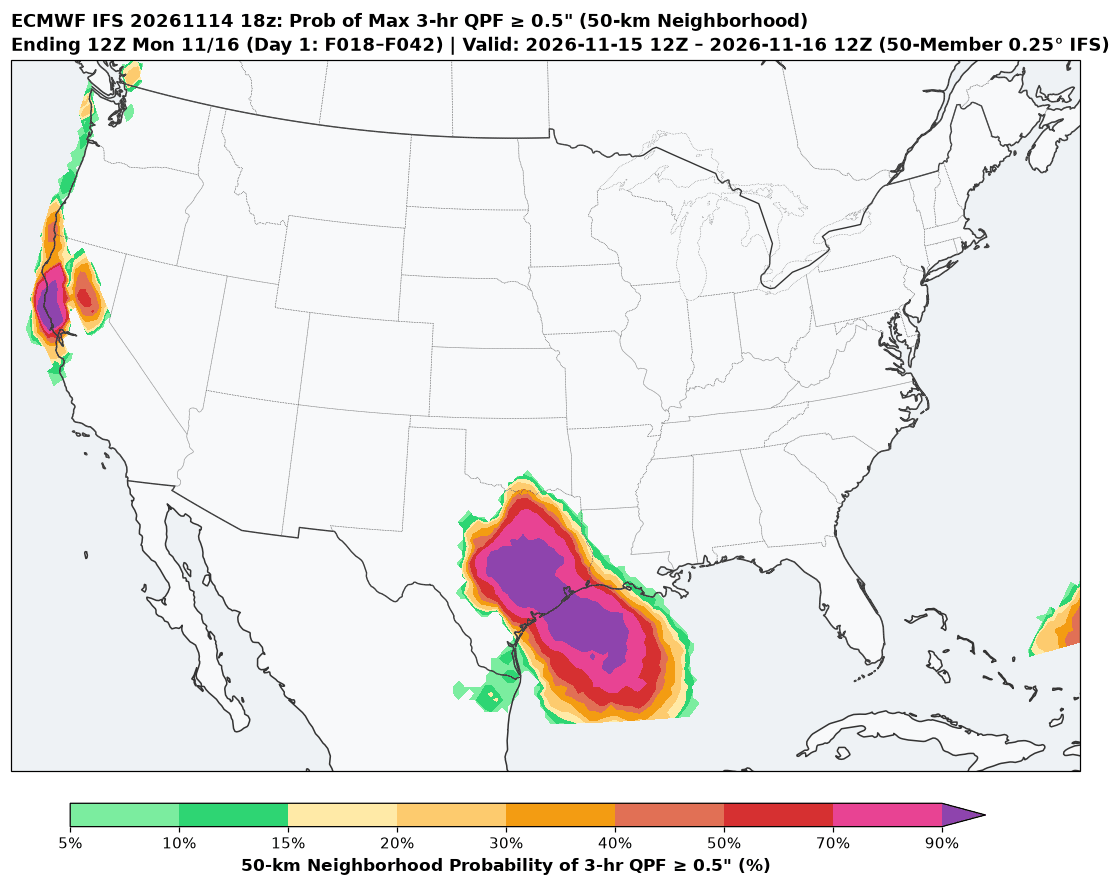 ECMWF IFS 20261114 18z: Prob of Max 3-hr QPF ≥ 0.5" (50-km Neighborhood)
Ending 12Z Mon 11/16 (Day 1: F018–F042) | Valid: 2026-11-15 12Z – 2026-11-16 12Z (50-Member 0.25° IFS)
5% 10% 15% 20% 30% 40% 50% 70% 90%
50-km Neighborhood Probability of 3-hr QPF ≥ 0.5" (%)